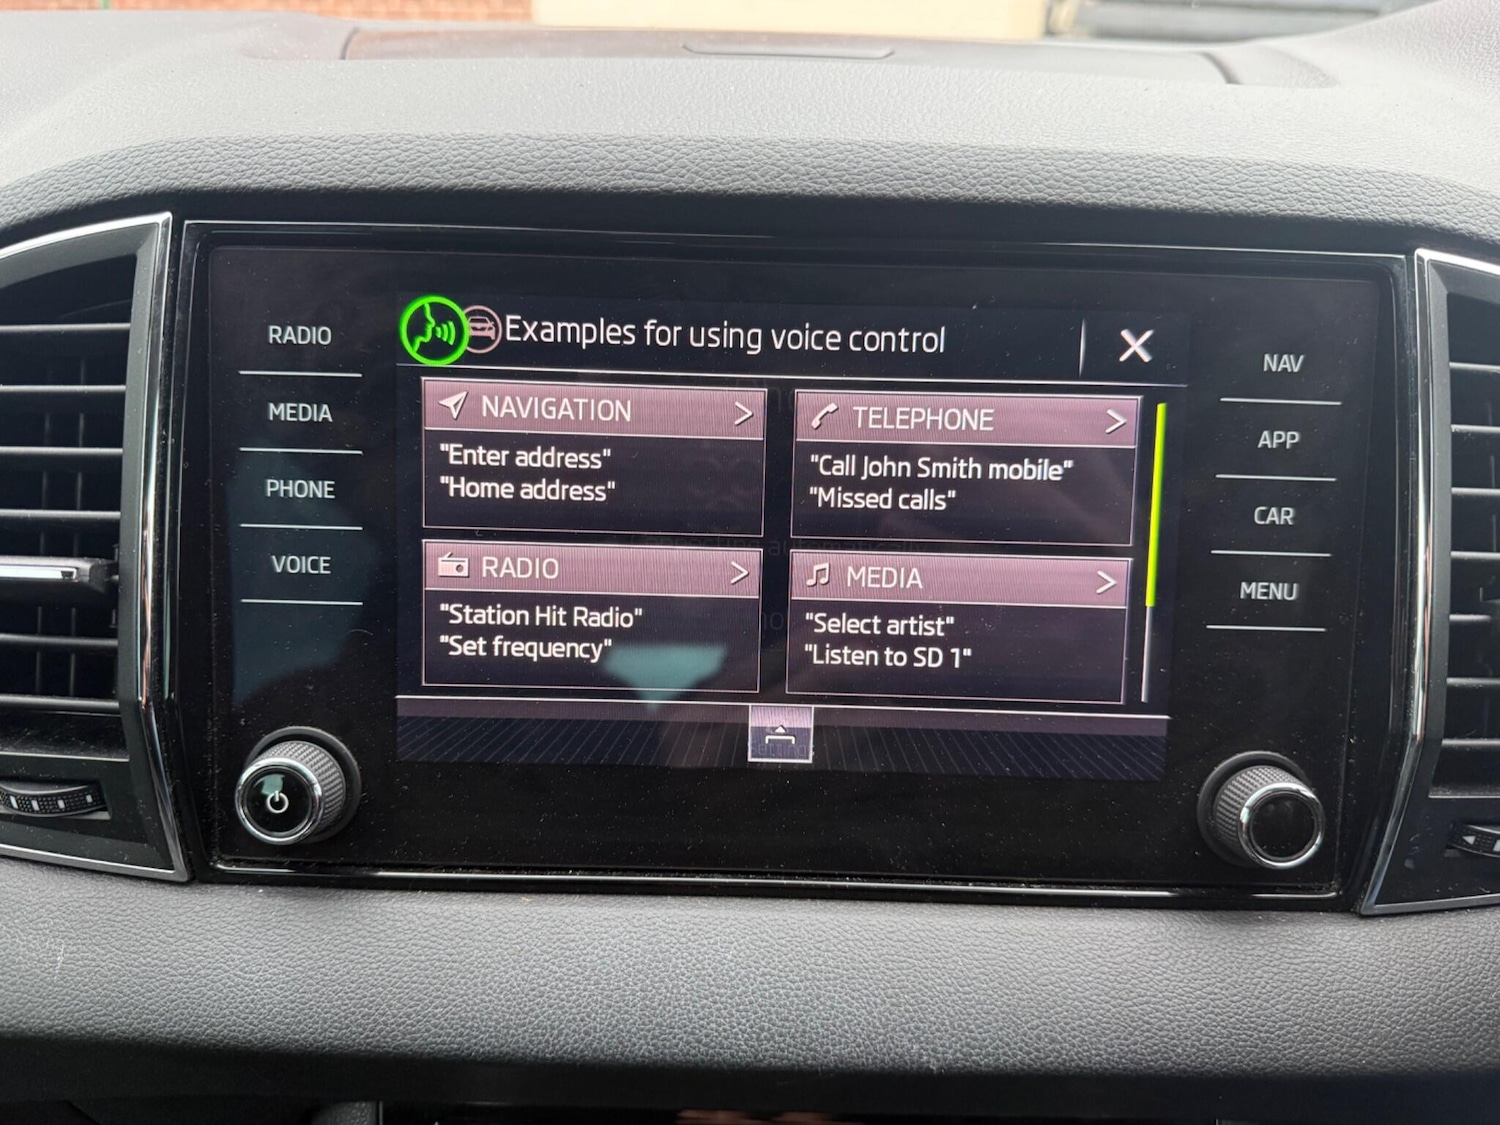 Examples for using voice control
RADIO
MEDIA
PHONE
VOICE
NAVIGATION
"Enter address"
"Home address"
TELEPHONE
"Call John Smith mobile"
"Missed calls"
RADIO
"Station Hit Radio"
"Set frequency"
MEDIA
"Select artist"
"Listen to SD 1"
NAV
APP
CAR
MENU